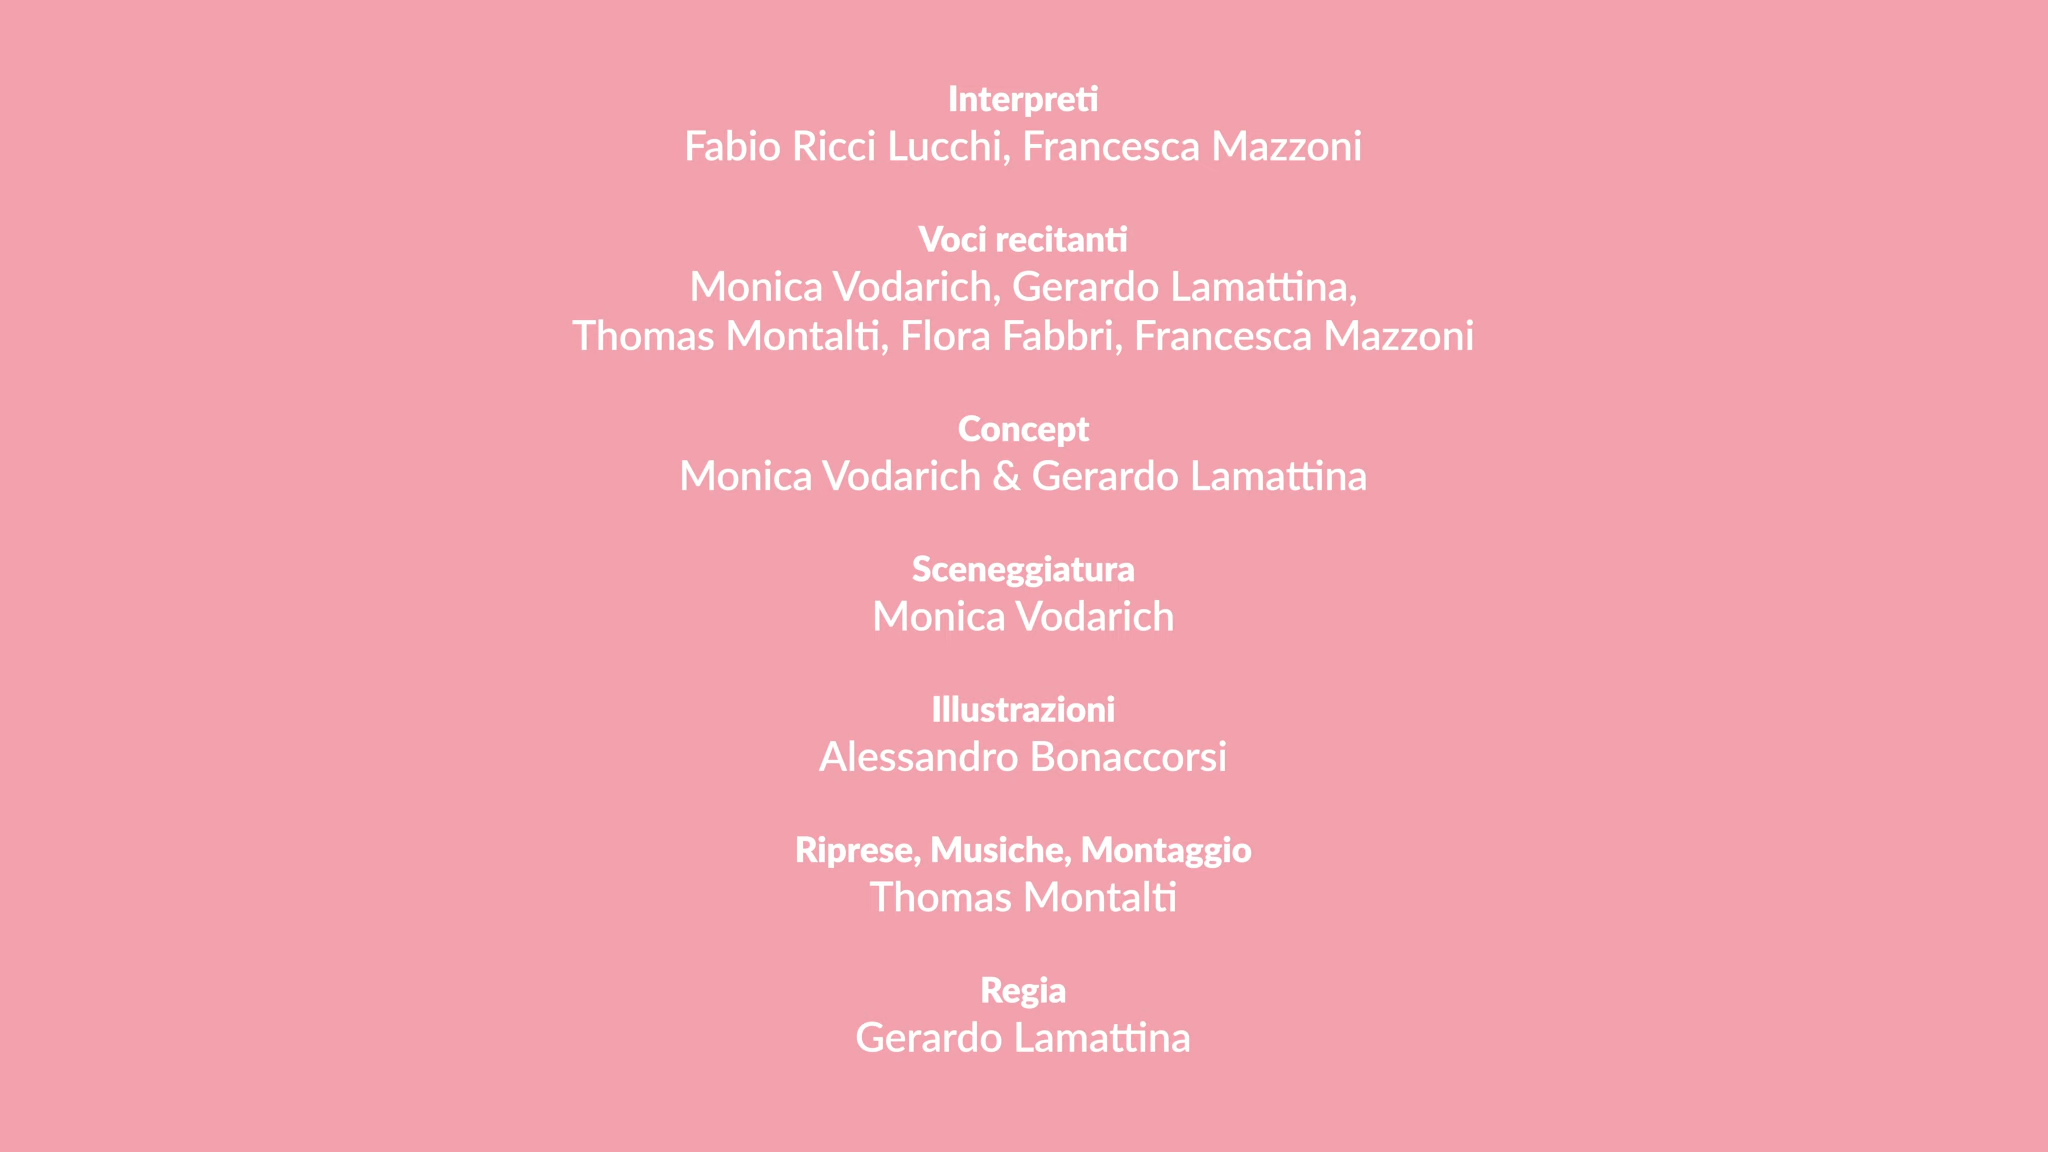 Interpreti
Fabio Ricci Lucchi, Francesca Mazzoni
Voci recitanti
Monica Vodarich, Gerardo Lamattina,
Thomas Montalti, Flora Fabbri, Francesca Mazzoni
Concept
Monica Vodarich & Gerardo Lamattina
Sceneggiatura
Monica Vodarich
Illustrazioni
Alessandro Bonaccorsi
Riprese, Musiche, Montaggio
Thomas Montalti
Regia
Gerardo Lamattina